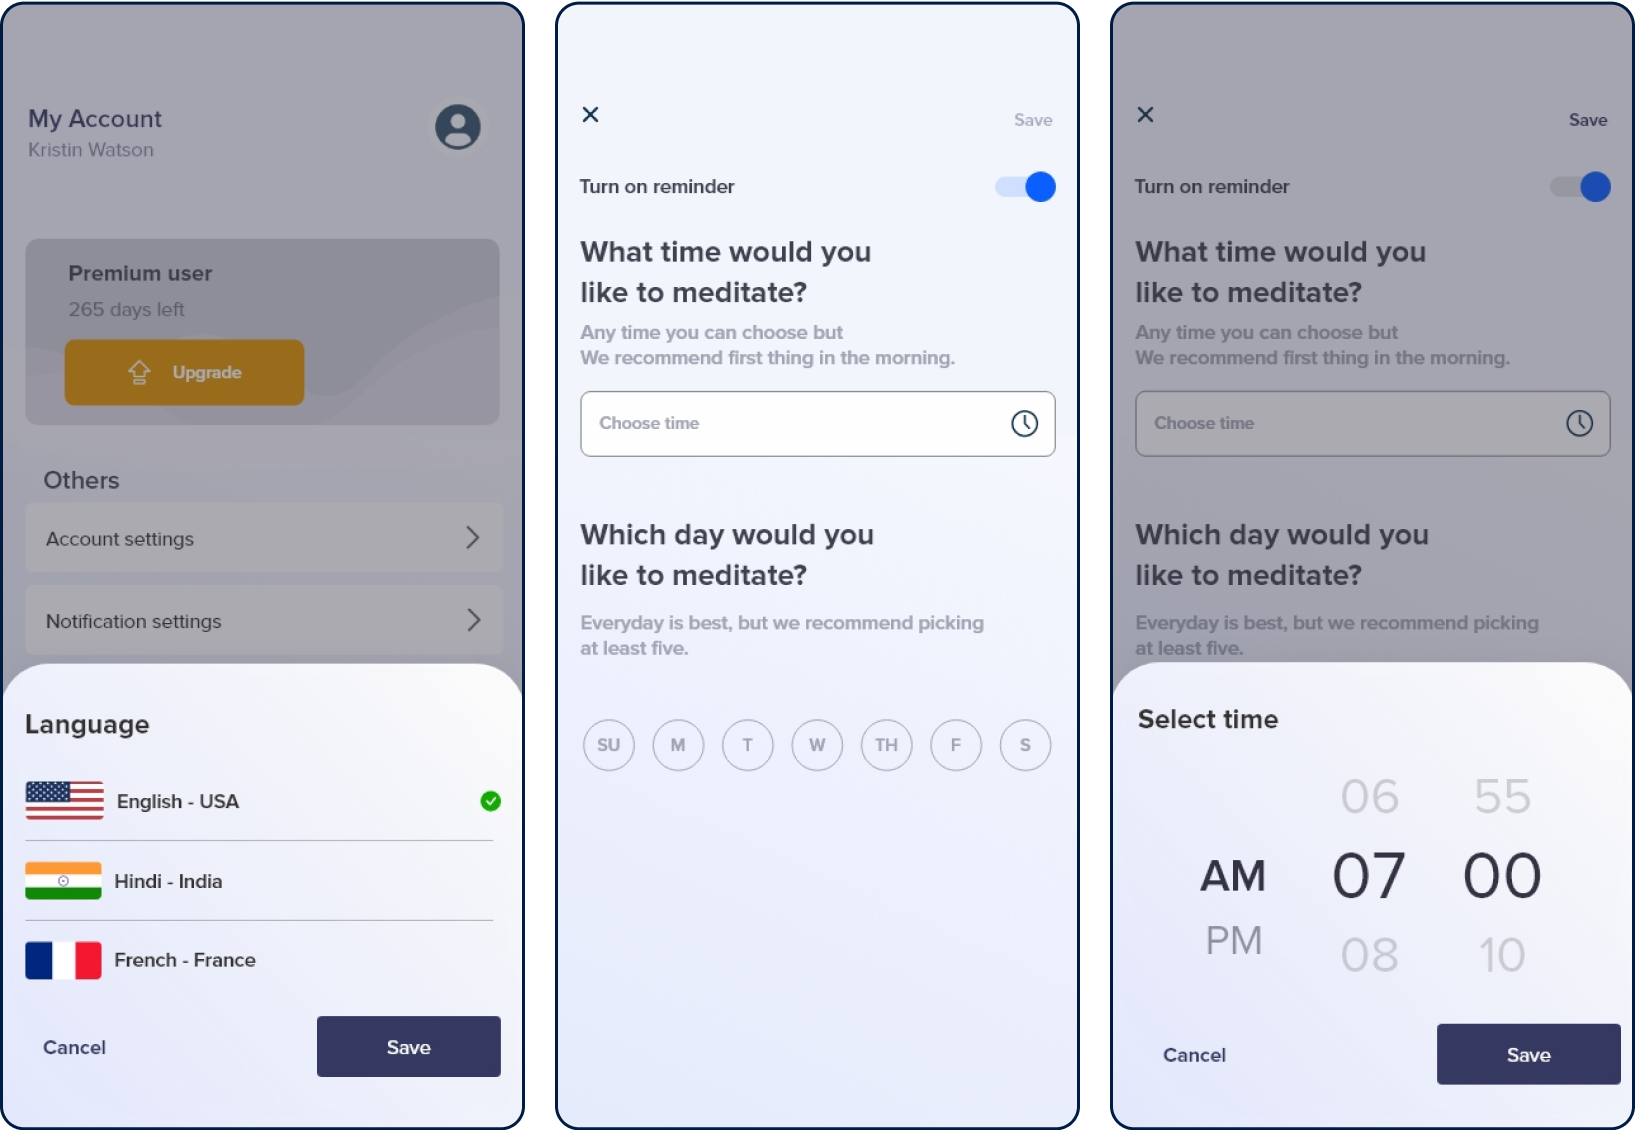 My Account
Kristin Watson
Premium user
265 days left
Upgrade
Others
Account settings
Notification settings
Language
English - USA
Hindi - India
French - France
Cancel
Save
Save
Turn on reminder
What time would you
like to meditate?
Any time you can choose but
We recommend first thing in the morning.
Choose time
Which day would you
like to meditate?
Everyday is best, but we recommend picking
at least five.
SU M T W TH F S
Save
Turn on reminder
What time would you
like to meditate?
Any time you can choose but
We recommend first thing in the morning.
Choose time
Which day would you
like to meditate?
Everyday is best, but we recommend picking
at least five.
Select time
06 55
AM 07 00
PM 08 10
Cancel
Save